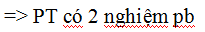 => PT có 2 nghiệm pb